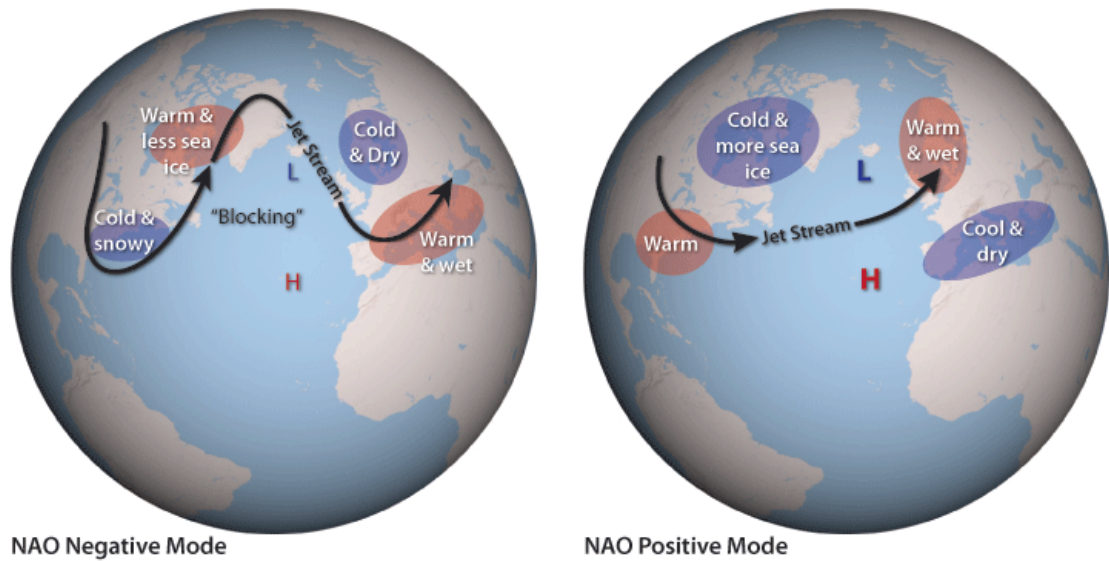 Warm &
less sea
ice
Jet Stream
Cold
& Dry
L
Cold &
snowy
"Blocking"
Warm
& wet
H
NAO Negative Mode
Cold &
more sea
ice
Warm
& wet
L
Warm
Jet Stream
Cool &
dry
H
NAO Positive Mode